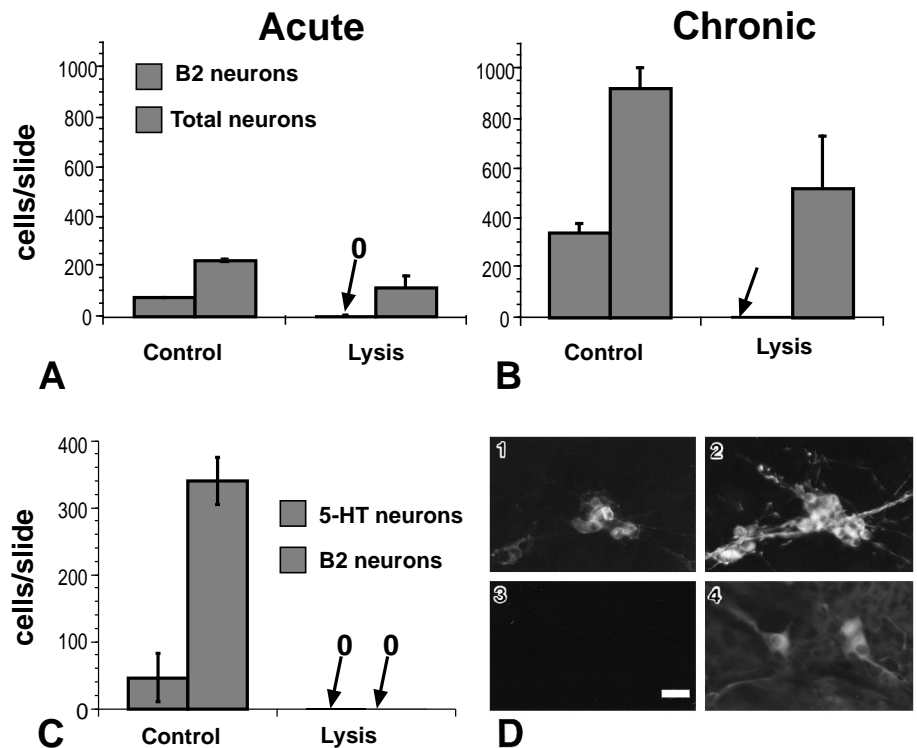 Acute
1000
800
600
400
200
0
cells/slide
B2 neurons
Total neurons
0
Control
Lysis
A
Chronic
1000
800
600
400
200
0
Control
Lysis
B
400
300
200
100
0
cells/slide
5-HT neurons
B2 neurons
0 0
Control
Lysis
C
1
2
3
4
D